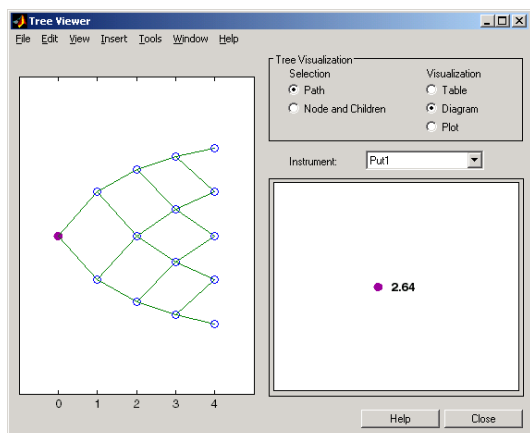 Tree Viewer
File Edit View Insert Tools Window Help
Tree Visualization
Selection
Visualization
Path
Table
Node and Children
Diagram
Plot
Instrument:
Put1
2.64
0 1 2 3 4
Help
Close